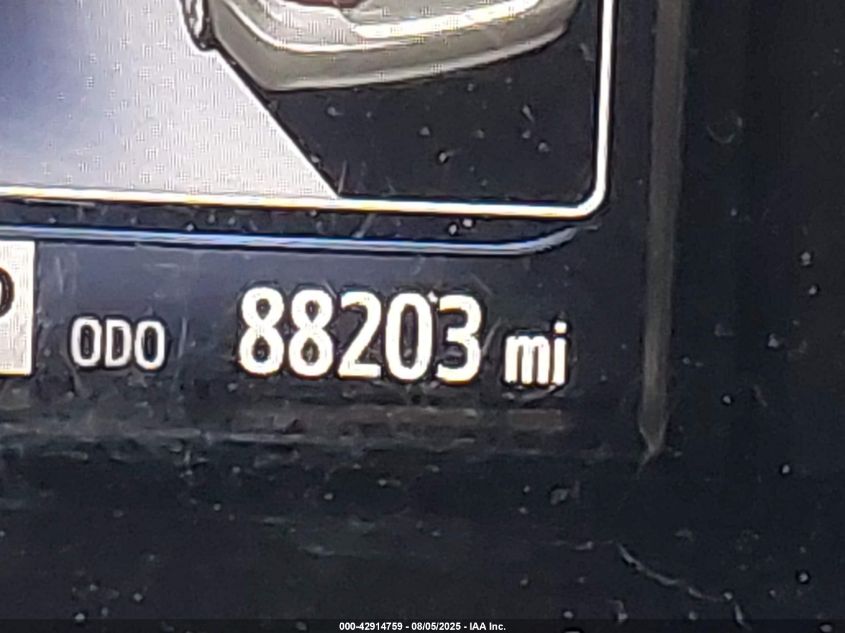 ODO 88203 mi
000-42914759 - 08/05/2025 - IAA Inc.